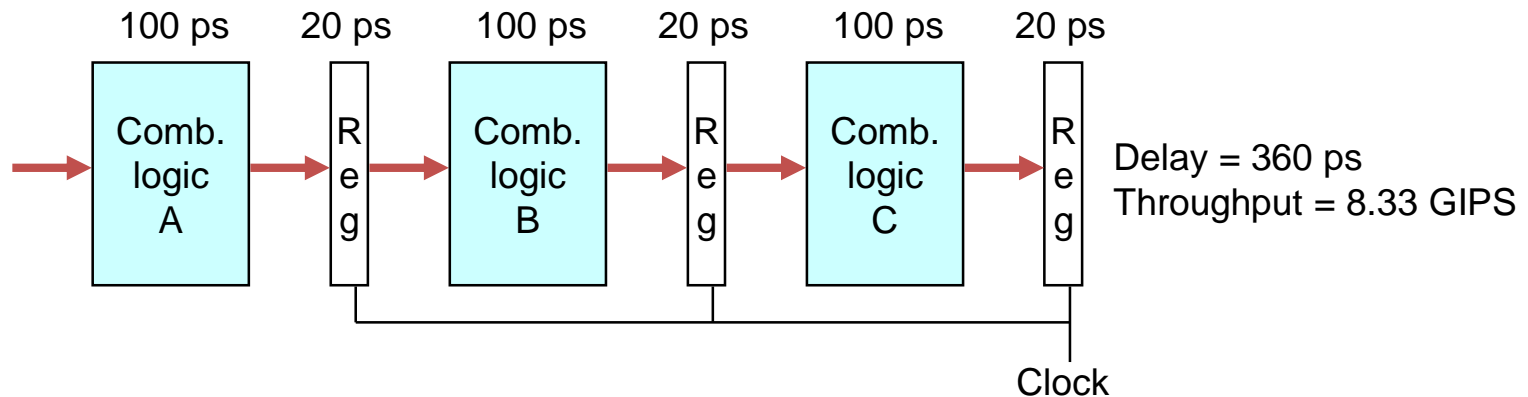 100 ps 20 ps 100 ps 20 ps 100 ps 20 ps
Comb.
logic
A
R
e
g
Comb.
logic
B
R
e
g
Comb.
logic
C
R
e
g
Delay = 360 ps
Throughput = 8.33 GIPS
Clock